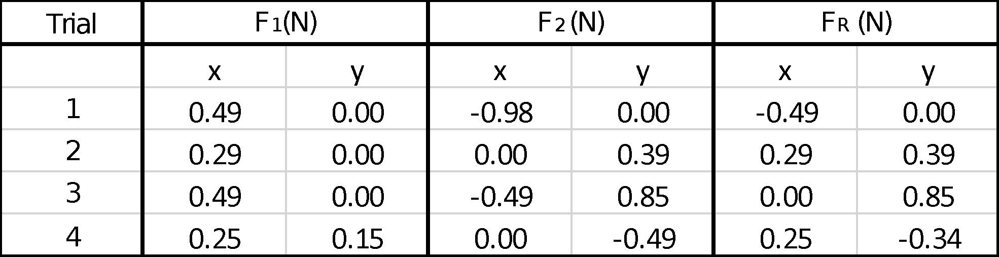 Trial F1(N) F2 (N) FR (N)
x y x y x y
1 0.49 0.00 -0.98 0.00 -0.49 0.00
2 0.29 0.00 0.00 0.39 0.29 0.39
3 0.49 0.00 -0.49 0.85 0.00 0.85
4 0.25 0.15 0.00 -0.49 0.25 -0.34